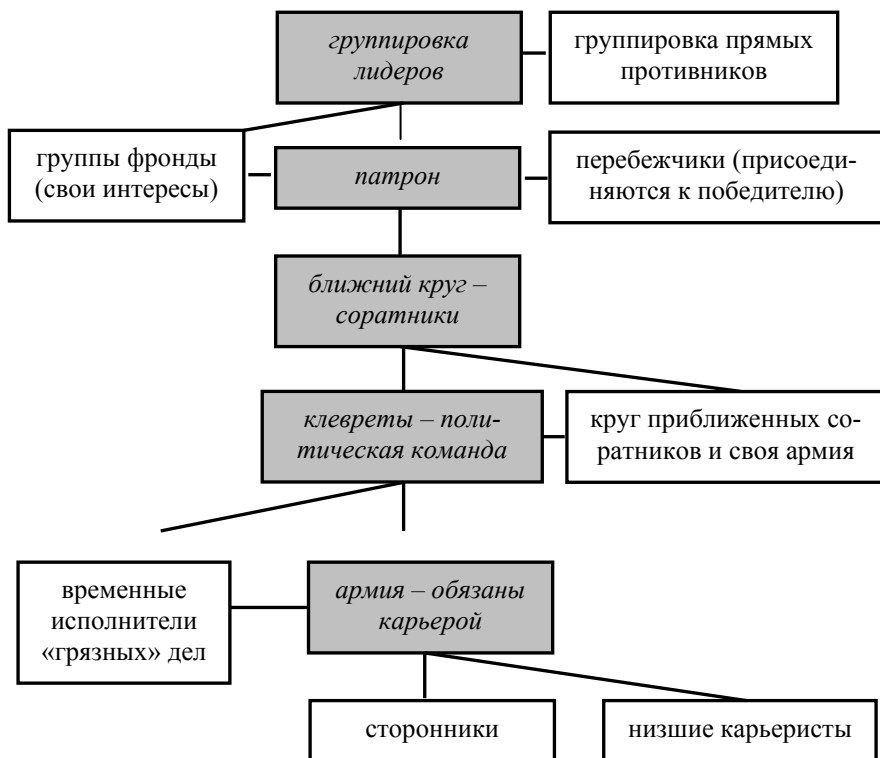 группировка
лидеров
группировка прямых
противников
группы фронды
(свои интересы)
патрон
перебежчики (присоеди-
няются к победителю)
ближний круг –
соратники
клевреты – поли-
тическая команда
круг приближенных со-
ратников и своя армия
временные
исполнители
«грязных» дел
армия – обязаны
карьерой
сторонники
низшие карьеристы